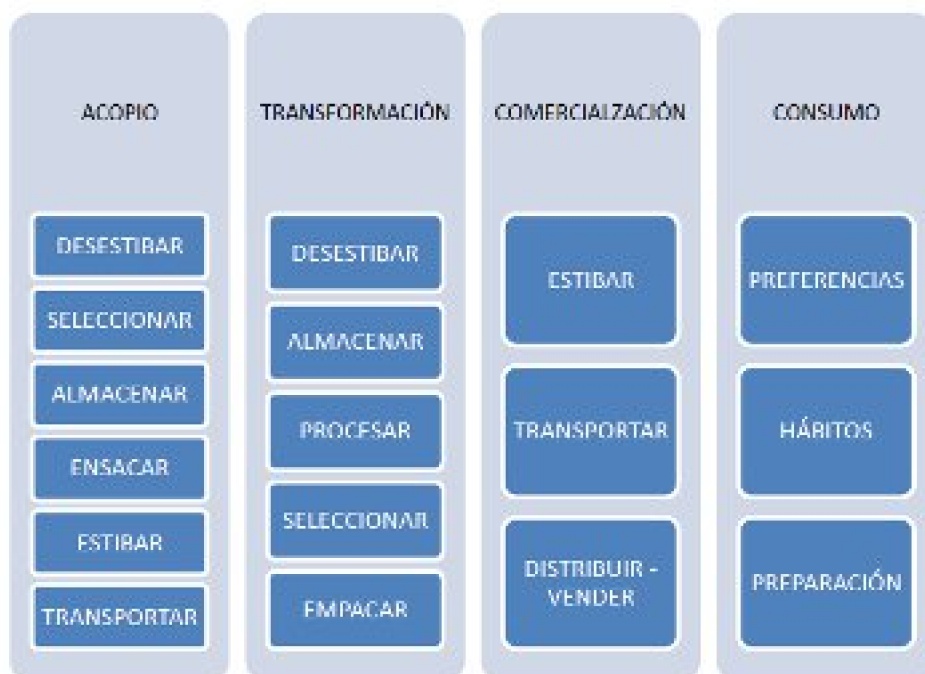 ACOPIO
DESESTIBAR
SELECCIONAR
ALMACENAR
ENSACAR
ESTIBAR
TRANSPORTAR
TRANSFORMACIÓN
DESESTIBAR
ALMACENAR
PROCESAR
SELECCIONAR
EMPACAR
COMERCIALZACIÓN
ESTIBAR
TRANSPORTAR
DISTRIBUIR -
VENDER
CONSUMO
PREFERENCIAS
HÁBITOS
PREPARACIÓN